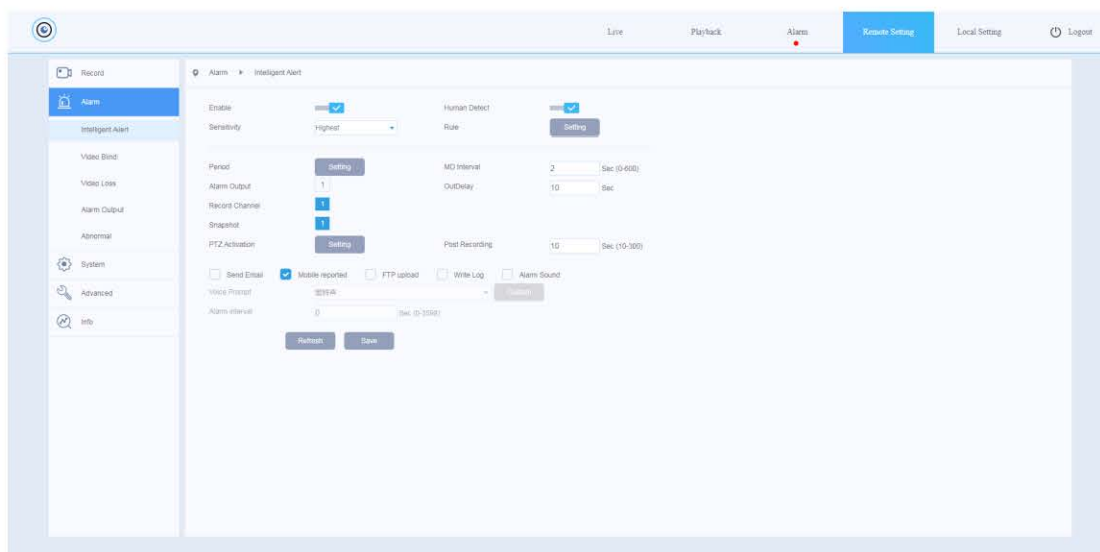 Live Playback Alarm Remote Setting Local Setting Logout
Record
Alarm
Intelligent Alert
Video Blind
Video Loss
Alarm Output
Abnormal
System
Advanced
Info
Alarm Intelligent Alert
Enable Human Detect
Sensitivity Highest Rule Setting
Period Setting MD Interval 2 Sec (0-600)
Alarm Output 1 OutDelay 10 Sec
Record Channel 1
Snapshot 1
PTZ Activation Setting Post Recording 10 Sec (10-300)
Send Email Mobile reported FTP upload Write Log Alarm Sound
Voice Prompt
Alarm interval 0
Refresh Save